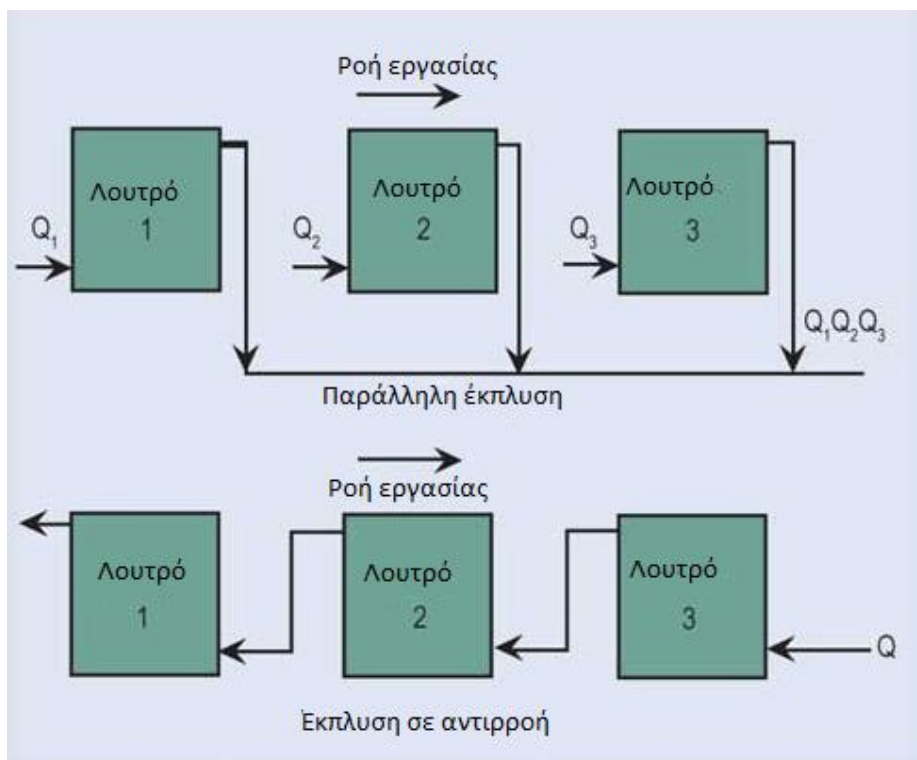 Ροή εργασίας
Λουτρό
1
Λουτρό
2
Λουτρό
3
Q₁
Q₂
Q₃
Q₁Q₂Q₃
Παράλληλη έκπλυση
Ροή εργασίας
Λουτρό
1
Λουτρό
2
Λουτρό
3
Q
Έκπλυση σε αντιρροή